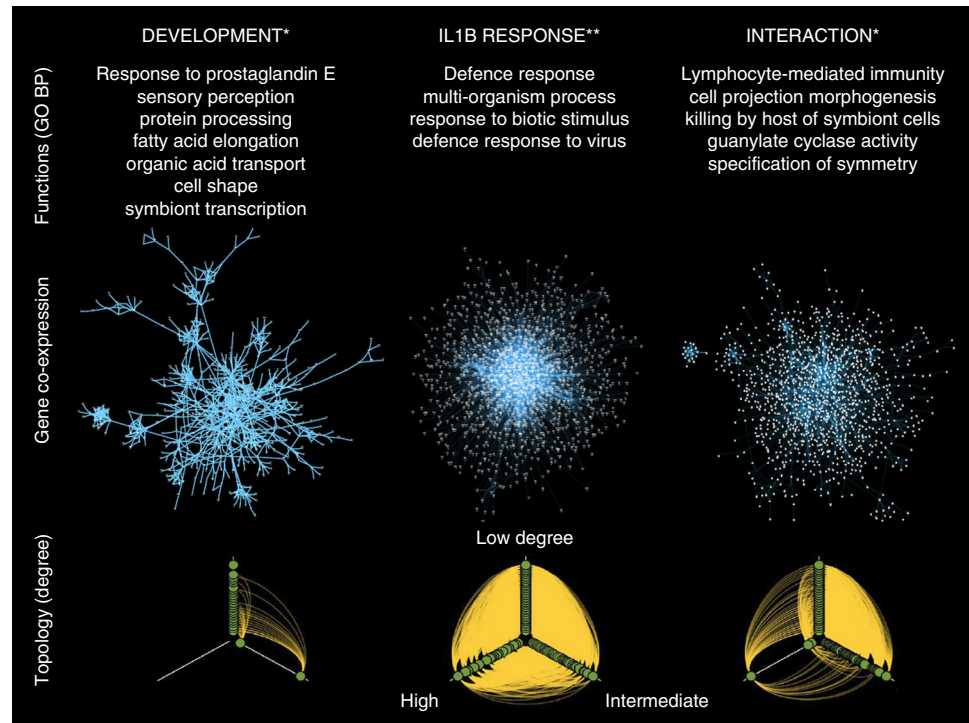 DEVELOPMENT*
IL1B RESPONSE**
INTERACTION*
Functions (GO BP)
Response to prostaglandin E
sensory perception
protein processing
fatty acid elongation
organic acid transport
cell shape
symbiont transcription
Defence response
multi-organism process
response to biotic stimulus
defence response to virus
Lymphocyte-mediated immunity
cell projection morphogenesis
killing by host of symbiont cells
guanylate cyclase activity
specification of symmetry
Gene co-expression
Topology (degree)
Low degree
High
Intermediate